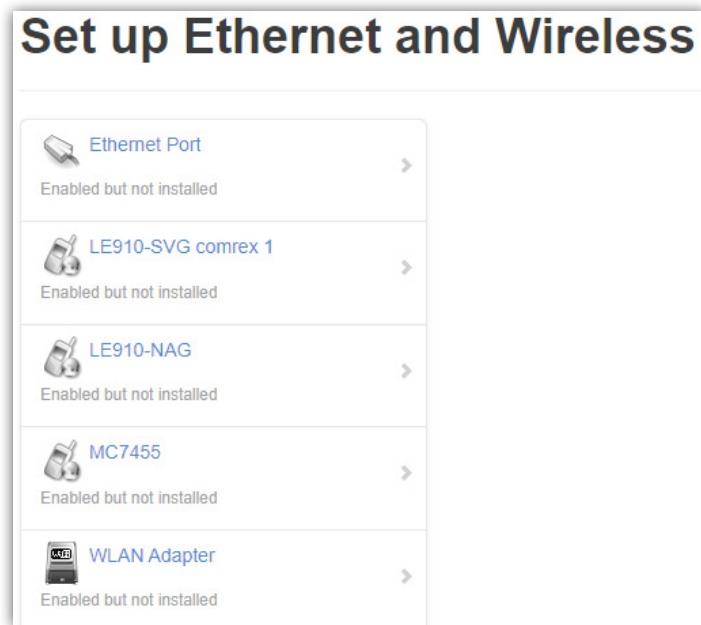 Set up Ethernet and Wireless
Ethernet Port
Enabled but not installed
LE910-SVG comrex 1
Enabled but not installed
LE910-NAG
Enabled but not installed
MC7455
Enabled but not installed
WLAN Adapter
Enabled but not installed